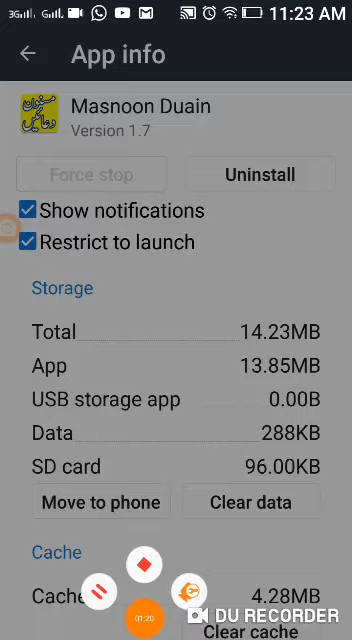 3G G 11:23 AM
App info
مسنون
دعائیں
Masnoon Duain
Version 1.7
Force stop Uninstall
Show notifications
Restrict to launch
Storage
Total 14.23MB
App 13.85MB
USB storage app 0.00B
Data 288KB
SD card 96.00KB
Move to phone Clear data
Cache
Cache 4.28MB
01:20 DU RECORDER
Clear cache